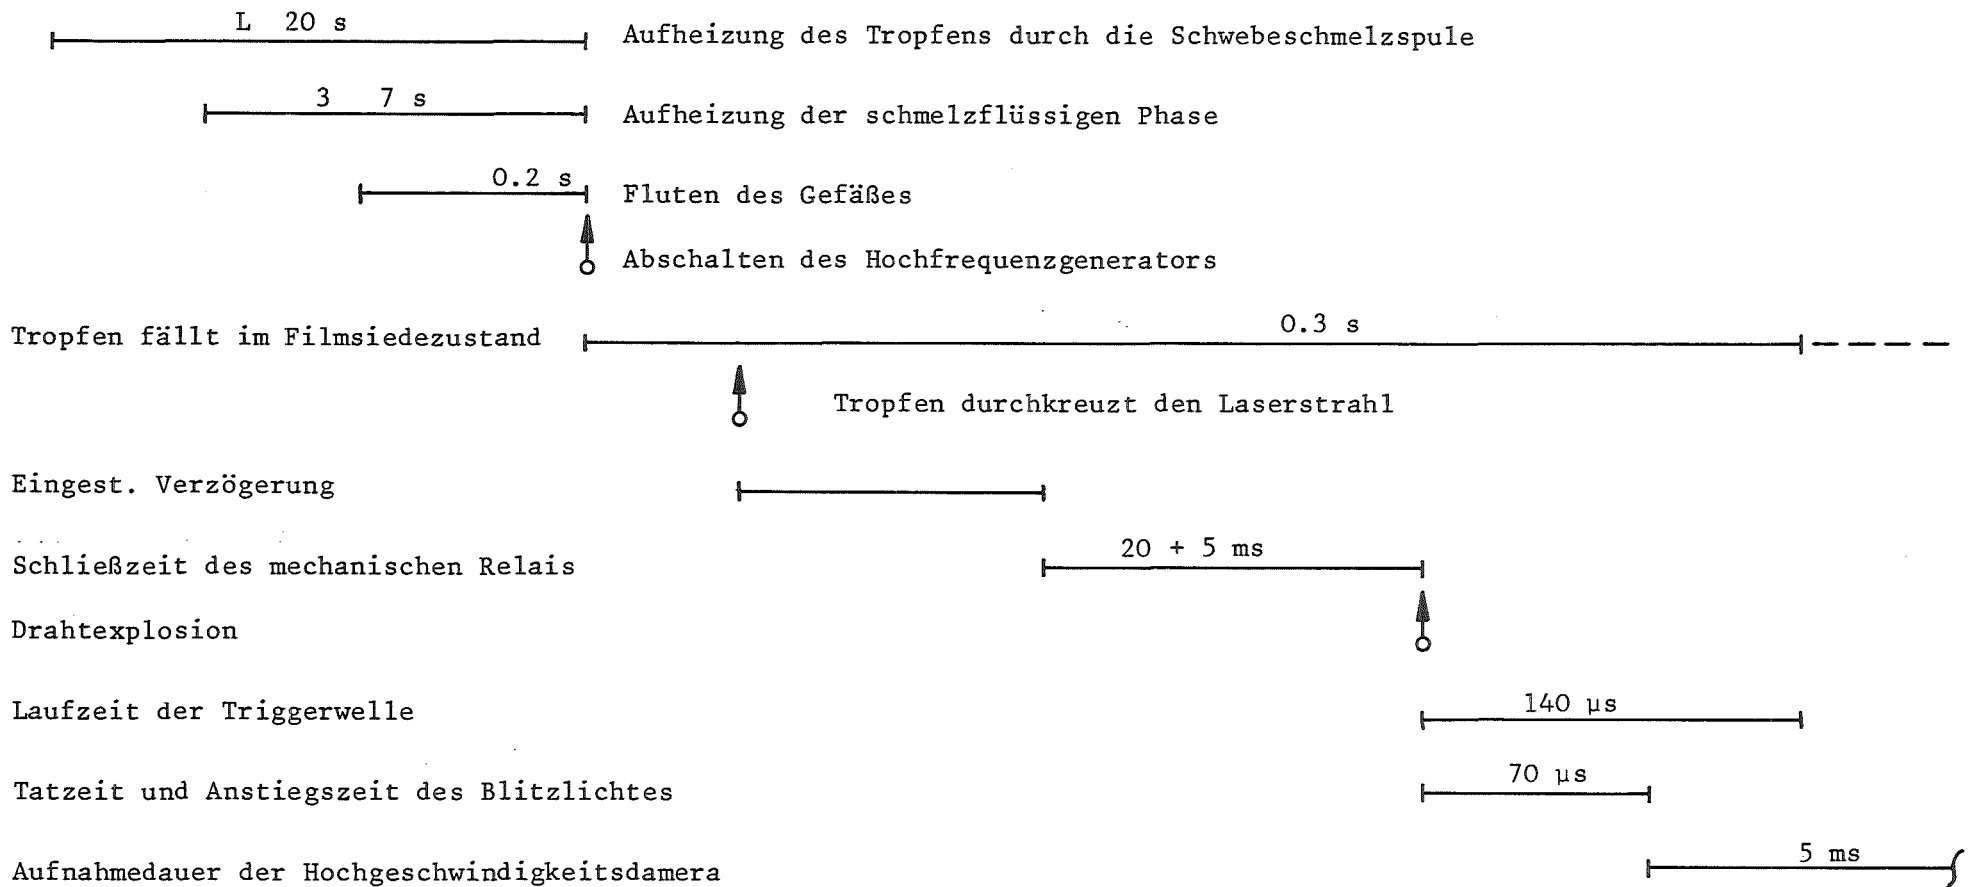 L 20 s
Aufheizung des Tropfens durch die Schwebeschmelzspule
3 7 s
Aufheizung der schmelzflüssigen Phase
0.2 s
Fluten des Gefäßes
Abschalten des Hochfrequenzgenerators
Tropfen fällt im Filmsiedezustand
0.3 s
Tropfen durchkreuzt den Laserstrahl
Eingest. Verzögerung
Schließzeit des mechanischen Relais
20 + 5 ms
Drahtexplosion
Laufzeit der Triggerwelle
140 µs
Tatzeit und Anstiegszeit des Blitzlichtes
70 µs
Aufnahmedauer der Hochgeschwindigkeitsdamera
5 ms